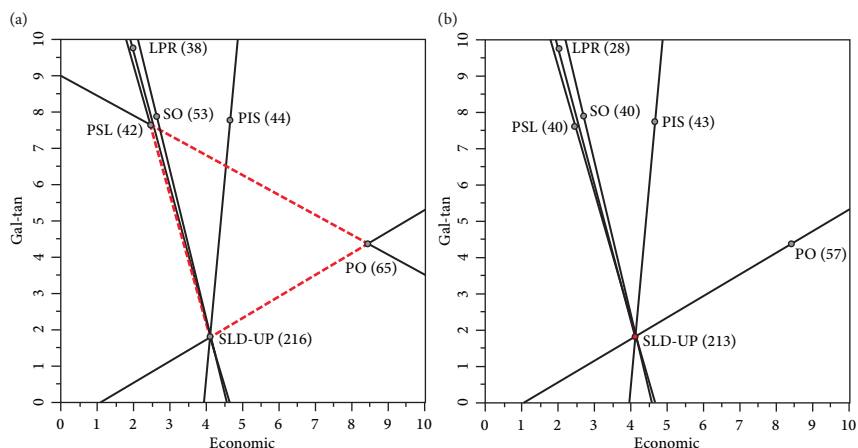 (a)
10
9
8
7
6
5
4
3
2
1
0
Gal-tan
LPR (38)
SO (53)
PSL (42)
PIS (44)
PO (65)
SLD-UP (216)
0 1 2 3 4 5 6 7 8 9 10
Economic
(b)
10
9
8
7
6
5
4
3
2
1
0
Gal-tan
LPR (28)
SO (40)
PSL (40)
PIS (43)
PO (57)
SLD-UP (213)
0 1 2 3 4 5 6 7 8 9 10
Economic